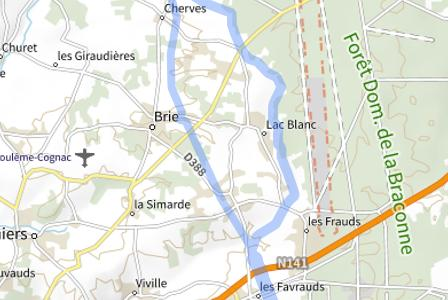 Cherves
Churet
les Giraudières
Forêt Dom. de la Braconne
Brie
Lac Blanc
oulême-Cognac
D388
la Simarde
les Frauds
iers
N141
uvauds
Viville
les Favrauds